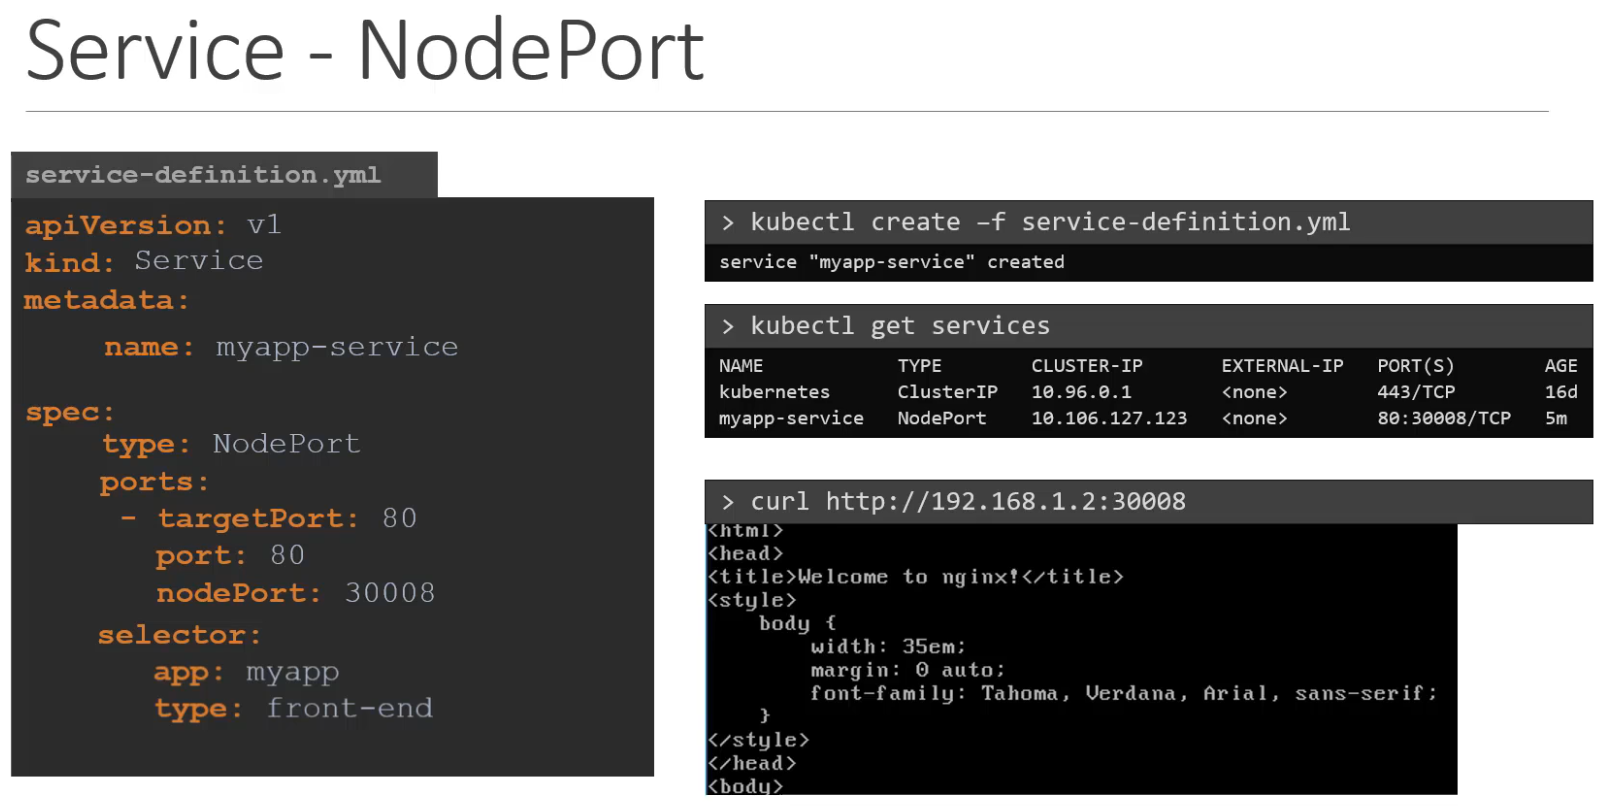 Service - NodePort
service-definition.yml
apiVersion: v1
kind: Service
metadata:
name: myapp-service
spec:
type: NodePort
ports:
- targetPort: 80
port: 80
nodePort: 30008
selector:
app: myapp
type: front-end
> kubectl create –f service-definition.yml
service "myapp-service" created
> kubectl get services
NAME TYPE CLUSTER-IP EXTERNAL-IP PORT(S) AGE
kubernetes ClusterIP 10.96.0.1 <none> 443/TCP 16d
myapp-service NodePort 10.106.127.123 <none> 80:30008/TCP 5m
> curl http://192.168.1.2:30008
<html>
<head>
<title>Welcome to nginx!</title>
<style>
body {
width: 35em;
margin: 0 auto;
font-family: Tahoma, Verdana, Arial, sans-serif;
}
</style>
</head>
<body>